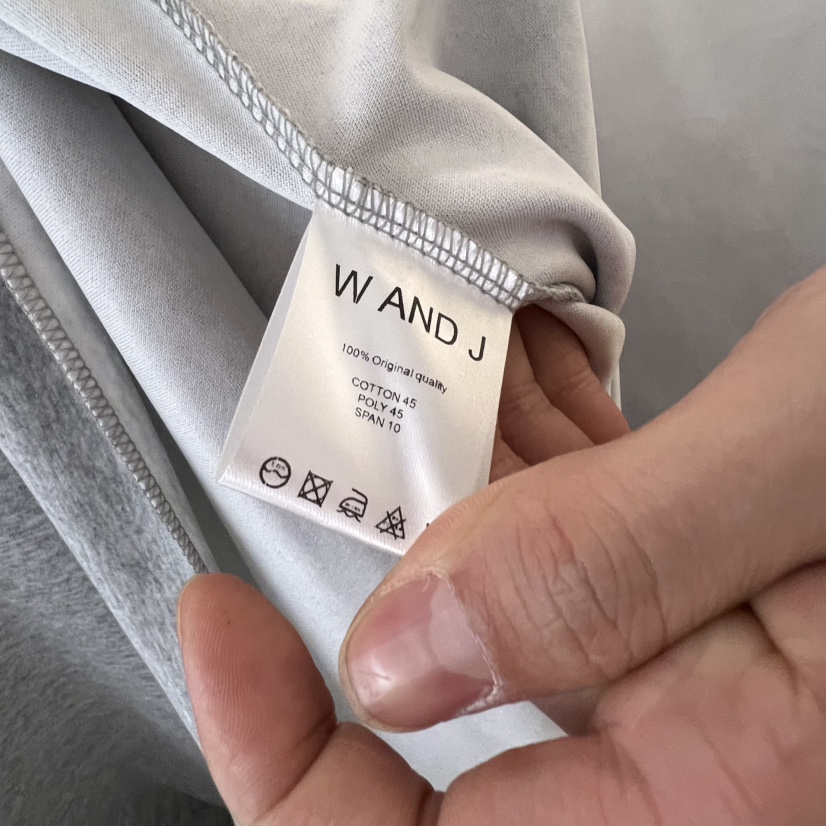 W AND J
100% Original quality
COTTON 45
POLY 45
SPAN 10